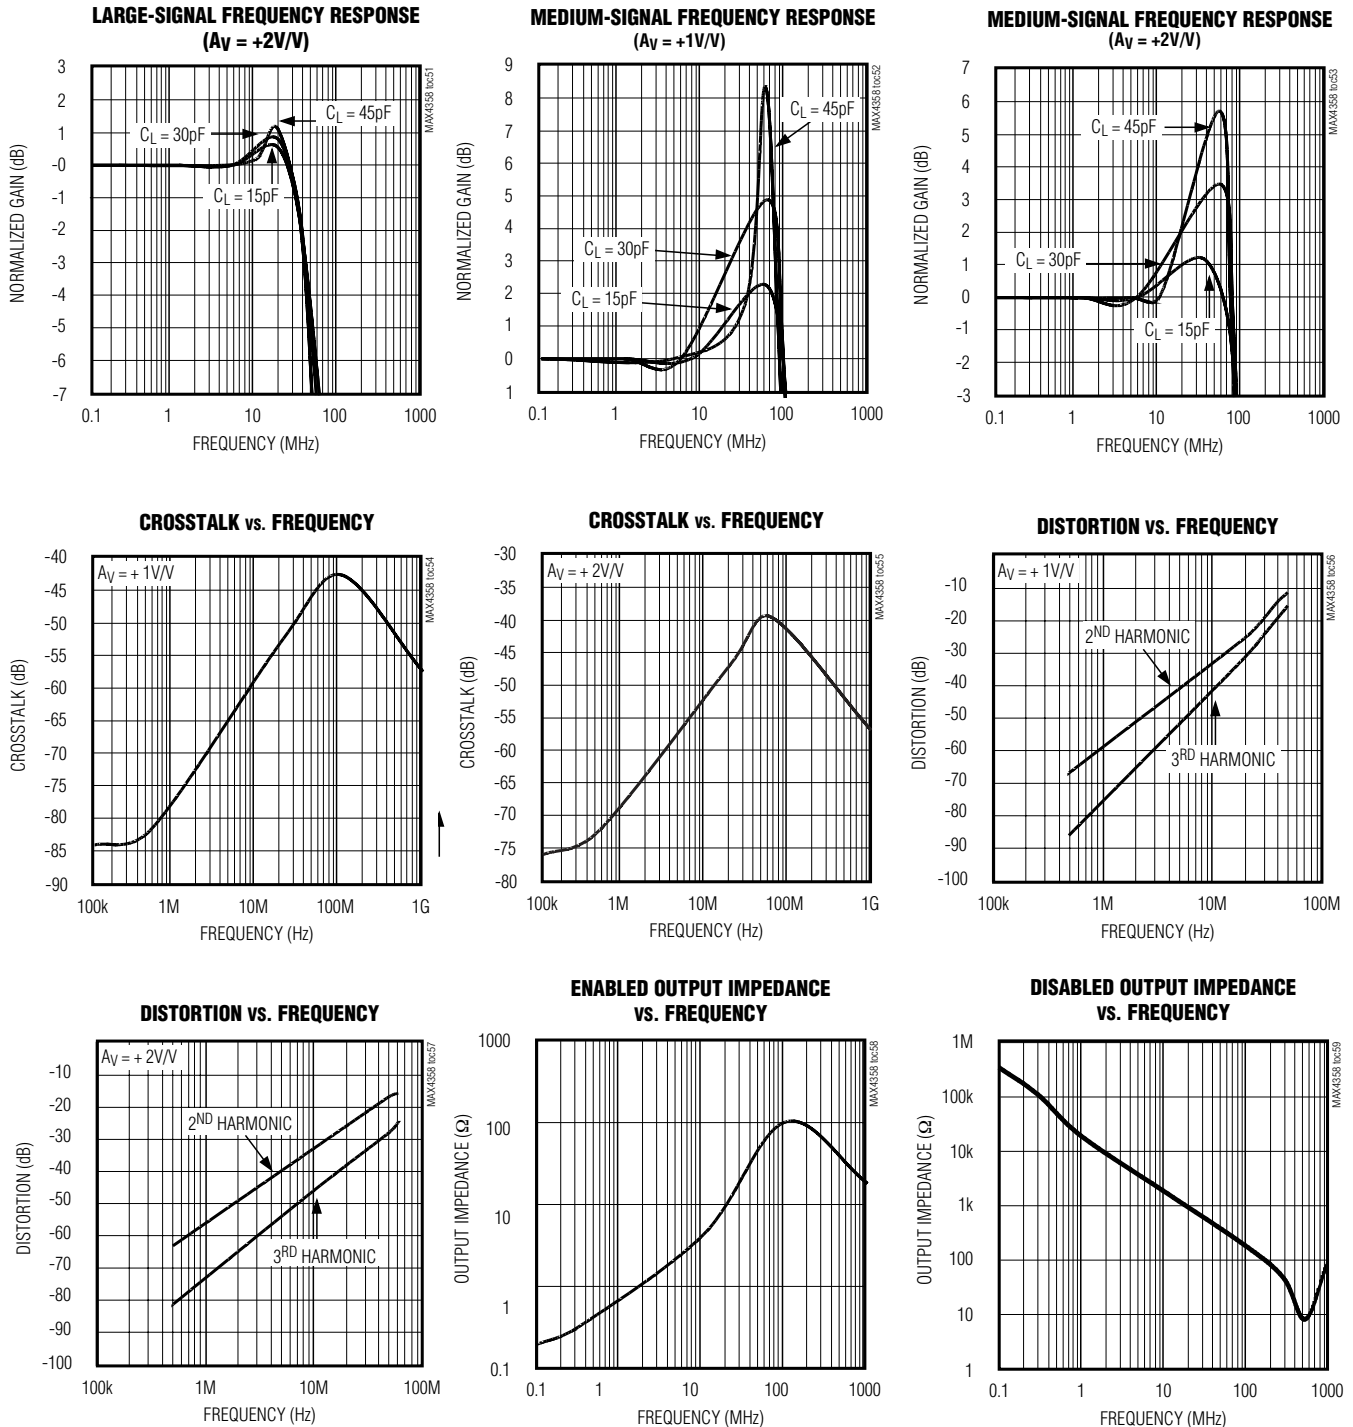 LARGE-SIGNAL FREQUENCY RESPONSE
(AV = +2V/V)
3
2
1
-0
-1
-2
-3
-4
-5
-6
-7
NORMALIZED GAIN (dB)
CL = 30pF
CL = 45pF
CL = 15pF
MAX4358 toc51
0.1
1
10
100
1000
FREQUENCY (MHz)
MEDIUM-SIGNAL FREQUENCY RESPONSE
(AV = +1V/V)
9
8
7
6
5
4
3
2
1
0
1
NORMALIZED GAIN (dB)
CL = 45pF
CL = 30pF
CL = 15pF
MAX4358 toc52
0.1
1
10
100
1000
FREQUENCY (MHz)
MEDIUM-SIGNAL FREQUENCY RESPONSE
(AV = +2V/V)
7
6
5
4
3
2
1
0
-1
-2
-3
NORMALIZED GAIN (dB)
CL = 45pF
CL = 30pF
CL = 15pF
MAX4358 toc53
0.1
1
10
100
1000
FREQUENCY (MHz)
CROSSTALK vs. FREQUENCY
-40
-45
-50
-55
-60
-65
-70
-75
-80
-85
-90
CROSSTALK (dB)
AV = + 1V/V
MAX4358 toc54
100k
1M
10M
100M
1G
FREQUENCY (Hz)
CROSSTALK vs. FREQUENCY
-30
-35
-40
-45
-50
-55
-60
-65
-70
-75
-80
CROSSTALK (dB)
AV = + 2V/V
MAX4358 toc55
100k
1M
10M
100M
1G
FREQUENCY (Hz)
DISTORTION vs. FREQUENCY
-10
-20
-30
-40
-50
-60
-70
-80
-90
-100
DISTORTION (dB)
AV = + 1V/V
2ND HARMONIC
3RD HARMONIC
MAX4358 toc56
100k
1M
10M
100M
FREQUENCY (Hz)
DISTORTION vs. FREQUENCY
-10
-20
-30
-40
-50
-60
-70
-80
-90
-100
DISTORTION (dB)
AV = + 2V/V
2ND HARMONIC
3RD HARMONIC
MAX4358 toc57
100k
1M
10M
100M
FREQUENCY (Hz)
ENABLED OUTPUT IMPEDANCE
vs. FREQUENCY
1000
100
10
1
0.1
OUTPUT IMPEDANCE (Ω)
MAX4358 toc58
0.1
1
10
100
1000
FREQUENCY (MHz)
DISABLED OUTPUT IMPEDANCE
vs. FREQUENCY
1M
100k
10k
1k
100
10
1
OUTPUT IMPEDANCE (Ω)
MAX4358 toc59
0.1
1
10
100
1000
FREQUENCY (MHz)